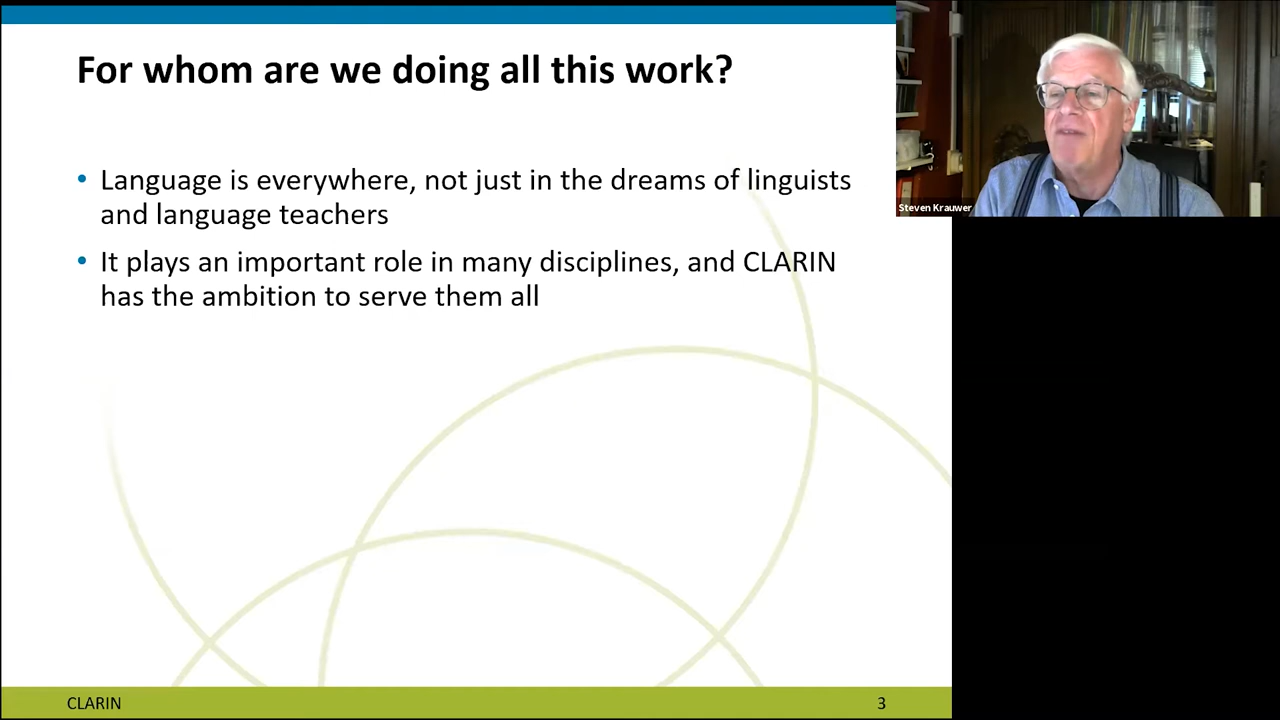 For whom are we doing all this work?
• Language is everywhere, not just in the dreams of linguists
and language teachers
• It plays an important role in many disciplines, and CLARIN
has the ambition to serve them all
Steven Krauwer
CLARIN
3